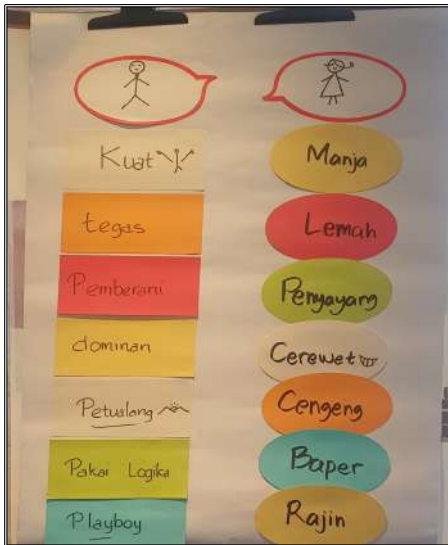 Kuat
tegas
Pemberani
dominan
Petualang
Pakai Logika
Playboy
Manja
Lemah
Penyayang
Cerewet
Cengeng
Baper
Rajin